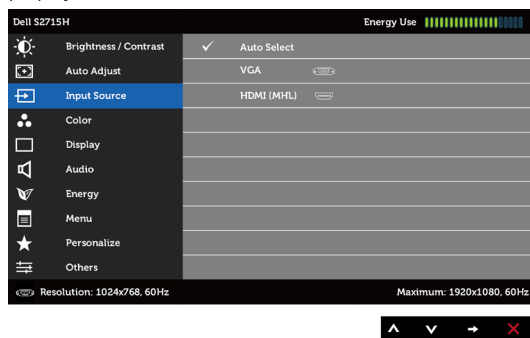 Dell S2715H Energy Use
Brightness / Contrast Auto Select
Auto Adjust VGA
Input Source HDMI (MHL)
Color
Display
Audio
Energy
Menu
Personalize
Others
Resolution: 1024x768, 60Hz Maximum: 1920x1080, 60Hz